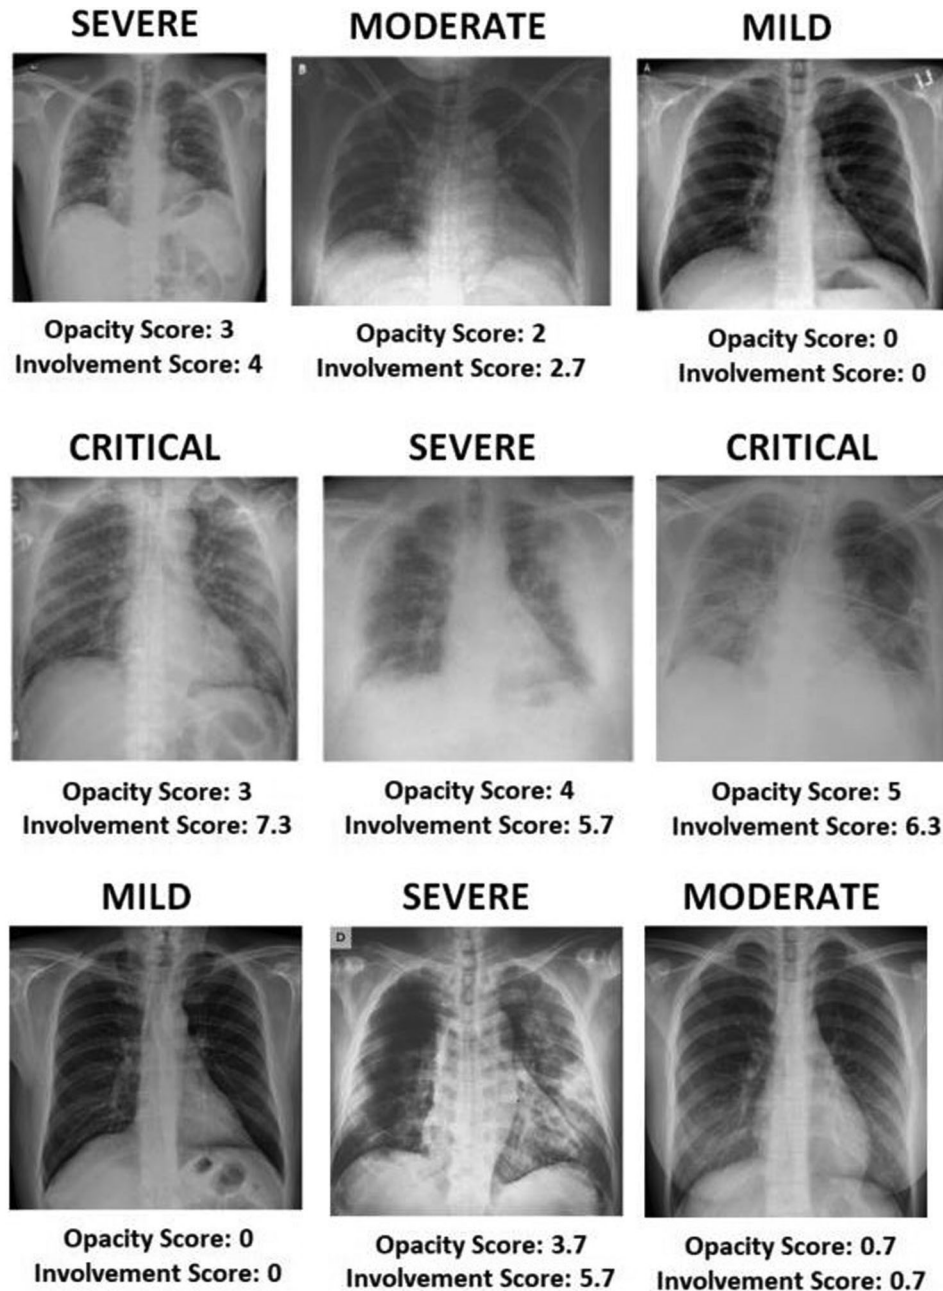 SEVERE MODERATE MILD
B A
Opacity Score: 3 Opacity Score: 2 Opacity Score: 0
Involvement Score: 4 Involvement Score: 2.7 Involvement Score: 0
CRITICAL SEVERE CRITICAL
Opacity Score: 3 Opacity Score: 4 Opacity Score: 5
Involvement Score: 7.3 Involvement Score: 5.7 Involvement Score: 6.3
MILD SEVERE MODERATE
D
Opacity Score: 0 Opacity Score: 3.7 Opacity Score: 0.7
Involvement Score: 0 Involvement Score: 5.7 Involvement Score: 0.7